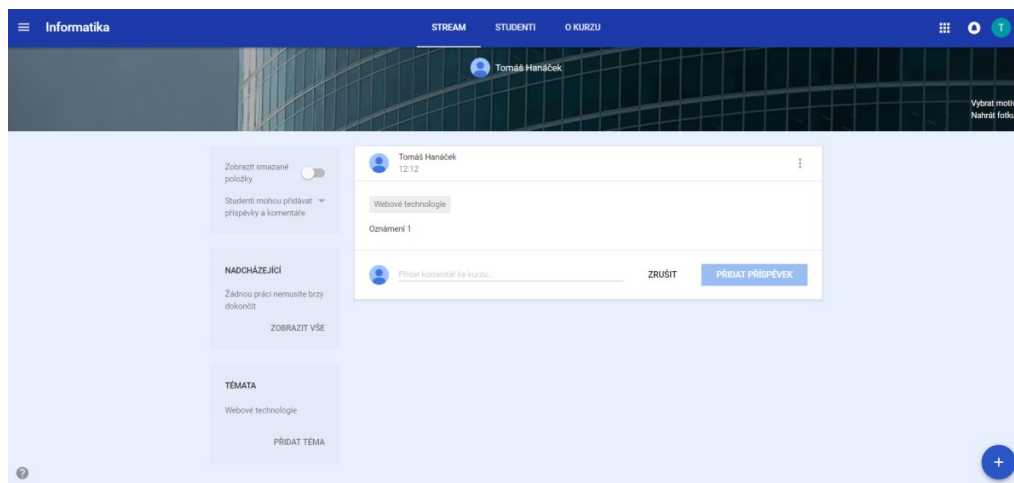 Informatika
STREAM STUDENTI O KURZU
T
Tomáš Hanáček
Vybrat moti
Nahrát fotku
Zobrazit smazané
položky
Studenti mohou přidávat
příspěvky a komentáře
NADCHÁZEJÍCÍ
Žádnou práci nemusíte brzy
dokončit
ZOBRAZIT VŠE
TÉMATA
Webové technologie
PŘIDAT TÉMA
Tomáš Hanáček
12:12
Webové technologie
Oznámení 1
Přidat komentář ke kurzu...
ZRUŠIT PŘIDAT PŘÍSPĚVEK